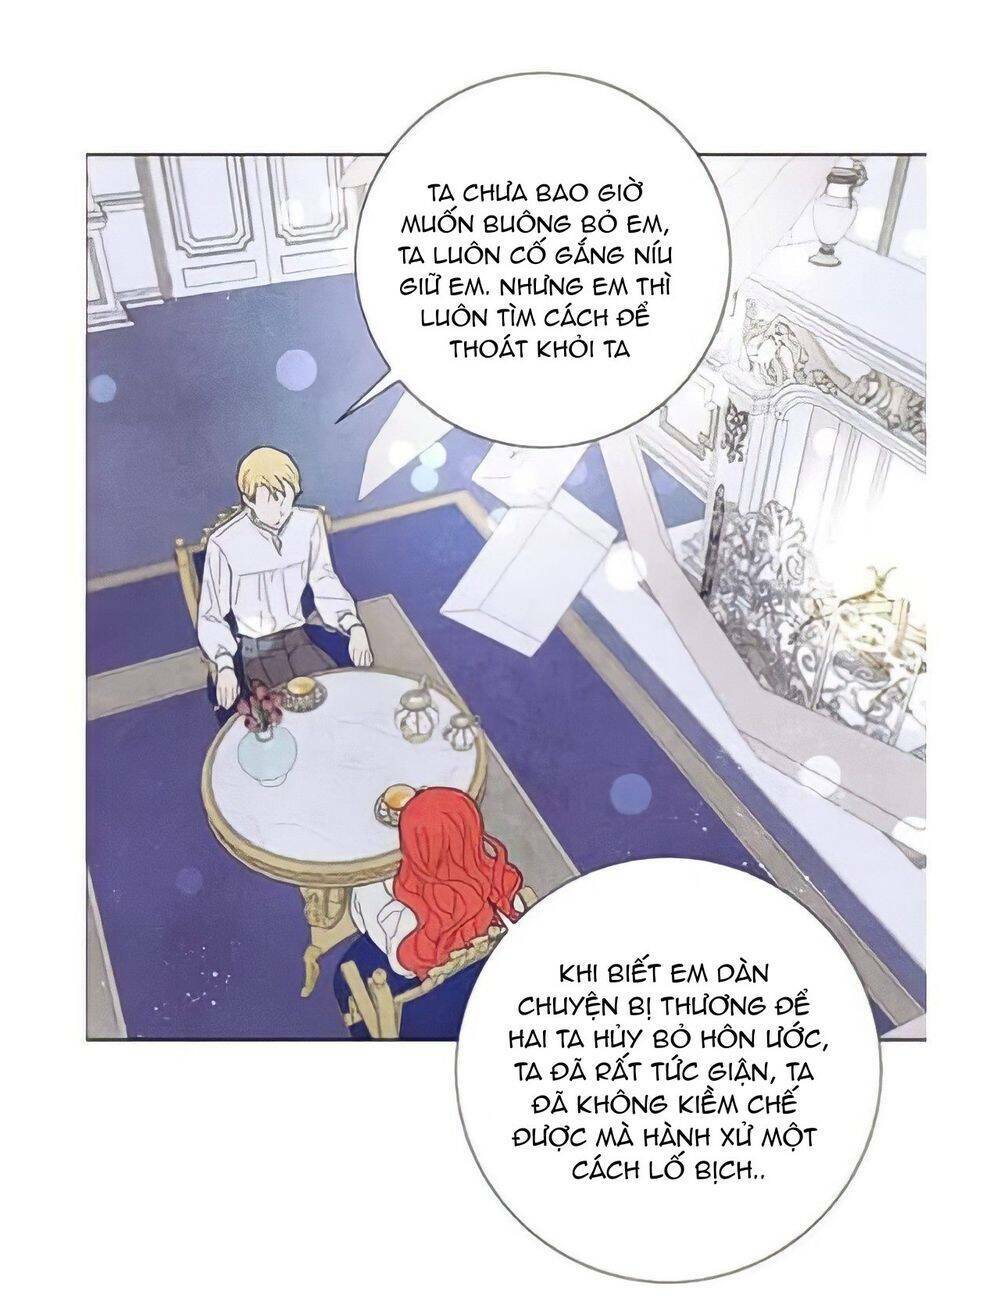 TA CHƯA BAO GIỜ
MUỐN BUÔNG BỎ EM,
TA LUÔN CỐ GẮNG NÍU
GIỮ EM. NHƯNG EM THÌ
LUÔN TÌM CÁCH ĐỂ
THOÁT KHỎI TA
KHI BIẾT EM DÀN
CHUYỆN BỊ THƯƠNG ĐỂ
HAI TA HỦY BỎ HÔN ƯỚC,
TA ĐÃ RẤT TỨC GIẬN, TA
ĐÃ KHÔNG KIỀM CHẾ
ĐƯỢC MÀ HÀNH XỬ MỘT
CÁCH LỐ BỊCH..